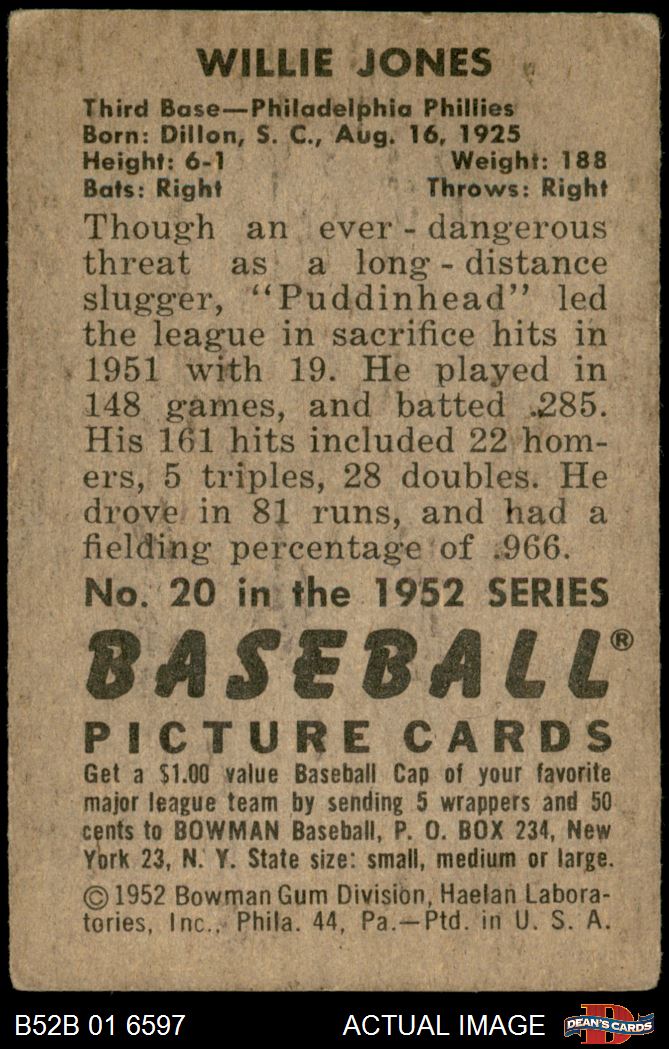 WILLIE JONES
Third Base—Philadelphia Phillies
Born: Dillon, S. C., Aug. 16, 1925
Height: 6-1 Weight: 188
Bats: Right Throws: Right
Though an ever - dangerous
threat as a long - distance
slugger, “Puddinhead” led
the league in sacrifice hits in
1951 with 19. He played in
148 games, and batted .285.
His 161 hits included 22 hom-
ers, 5 triples, 28 doubles. He
drove in 81 runs, and had a
fielding percentage of .966.
No. 20 in the 1952 SERIES
BASEBALL®
PICTURE CARDS
Get a $1.00 value Baseball Cap of your favorite
major league team by sending 5 wrappers and 50
cents to BOWMAN Baseball, P. O. BOX 234, New
York 23, N. Y. State size: small, medium or large.
© 1952 Bowman Gum Division, Haelan Labora-
tories, Inc., Phila. 44, Pa.—Ptd. in U. S. A.
B52B 01 6597 ACTUAL IMAGE D DEAN'S CARDS